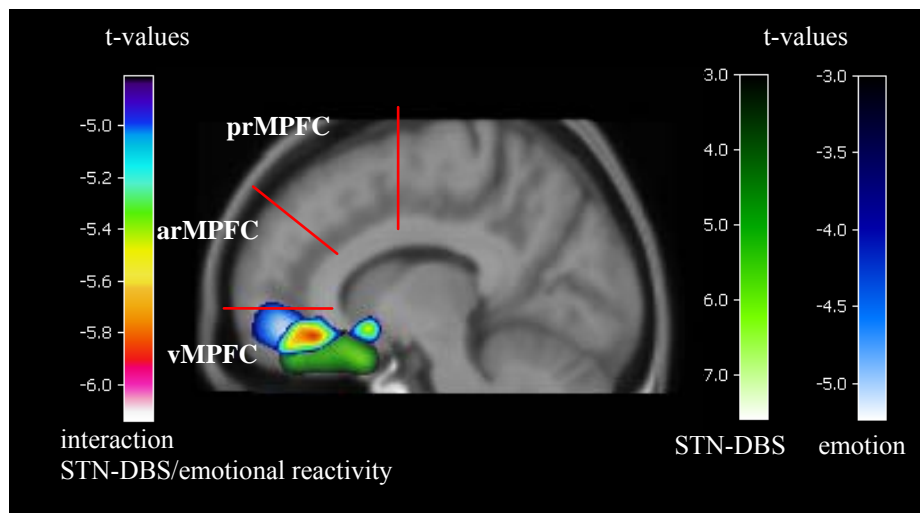 t-values
t-values
-5.0
-5.2
-5.4
-5.6
-5.8
-6.0
prMPFC
arMPFC
vMPFC
3.0
4.0
5.0
6.0
7.0
-3.0
-3.5
-4.0
-4.5
-5.0
interaction
STN-DBS/emotional reactivity
STN-DBS
emotion